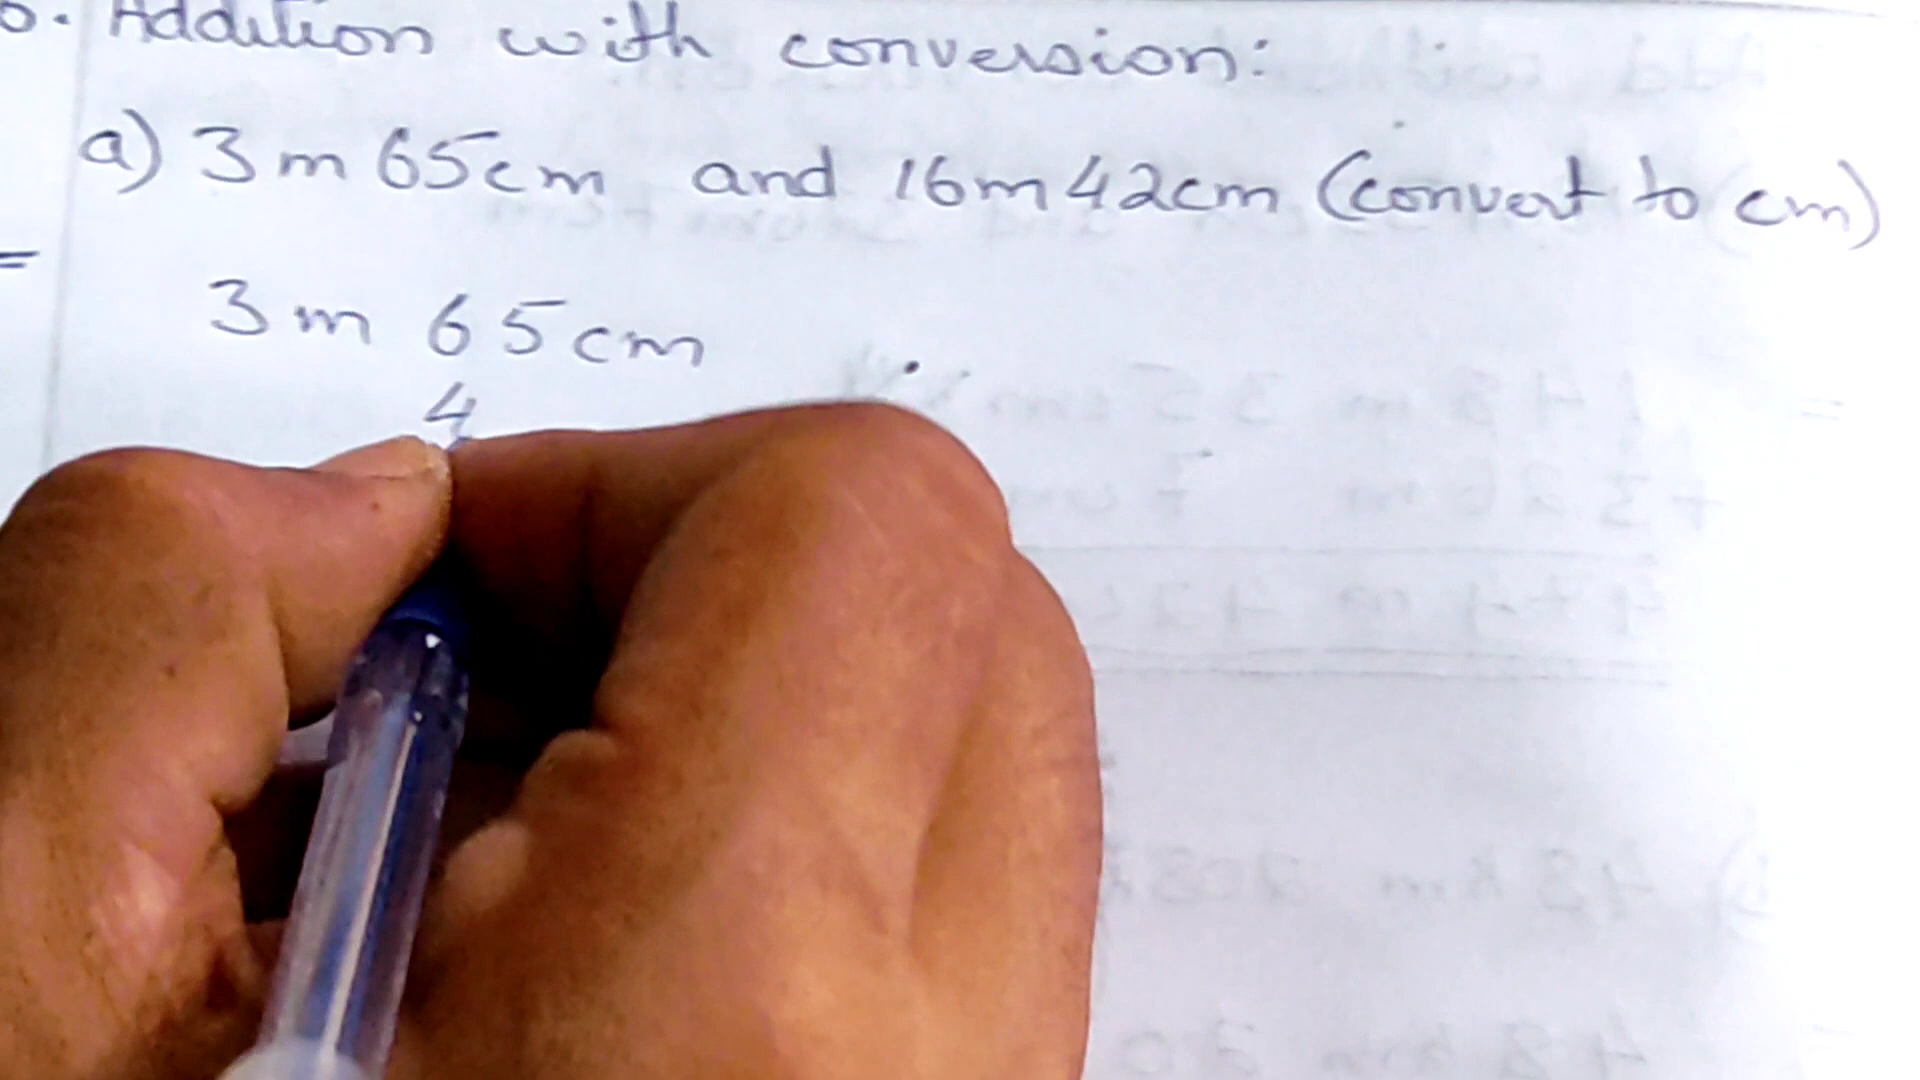 Addition with conversion:
a) 3m 65cm and 16m 42cm (convert to cm)
=
3m 65cm
4